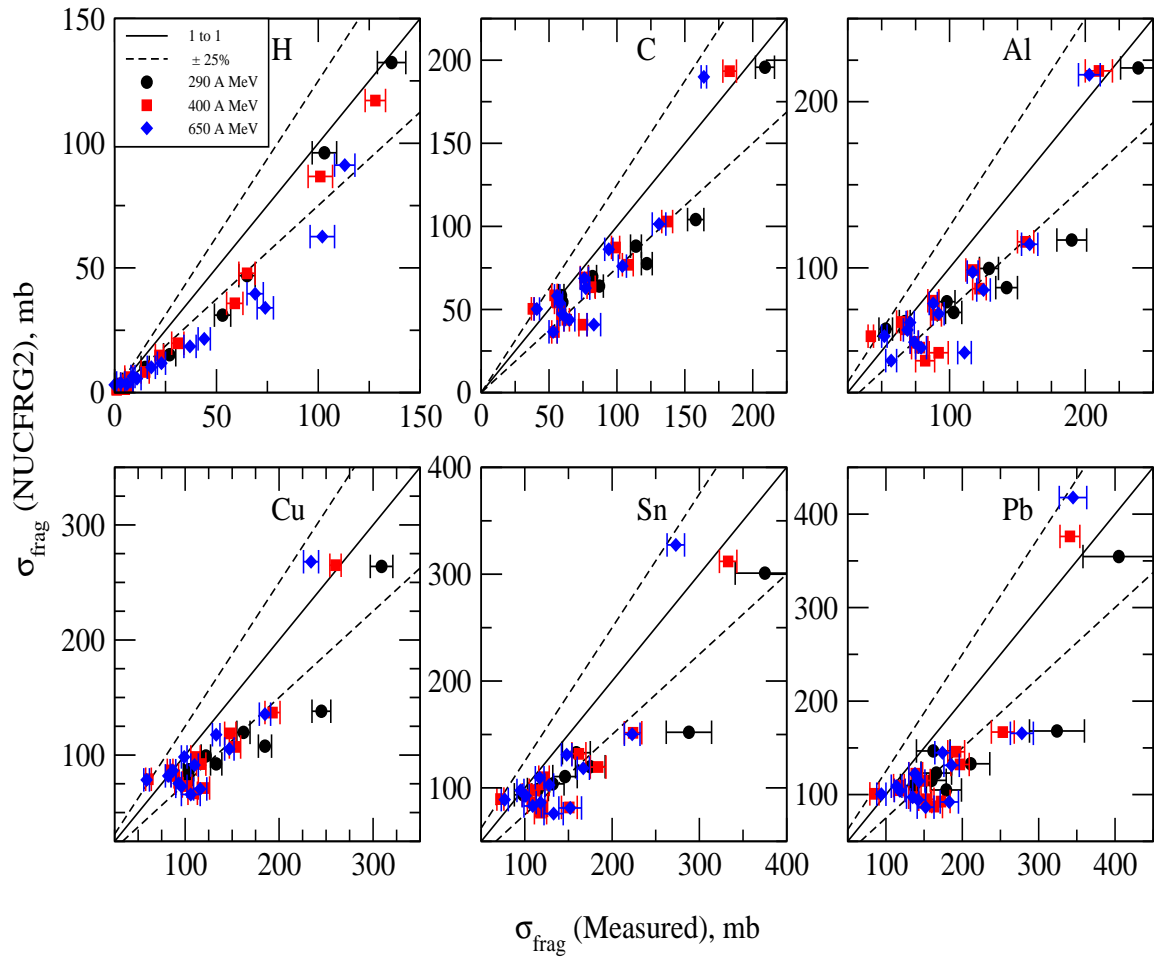 1 to 1
± 25%
290 A MeV
400 A MeV
650 A MeV
H
C
Al
150
100
50
0
0 50 100 150
200
150
100
50
0
0 50 100 150 200
200
100
100 200
Cu
Sn
Pb
300
200
100
100 200 300
400
300
200
100
100 200 300 400
400
300
200
100
100 200 300 400
σfrag (NUCFRG2), mb
σfrag (Measured), mb